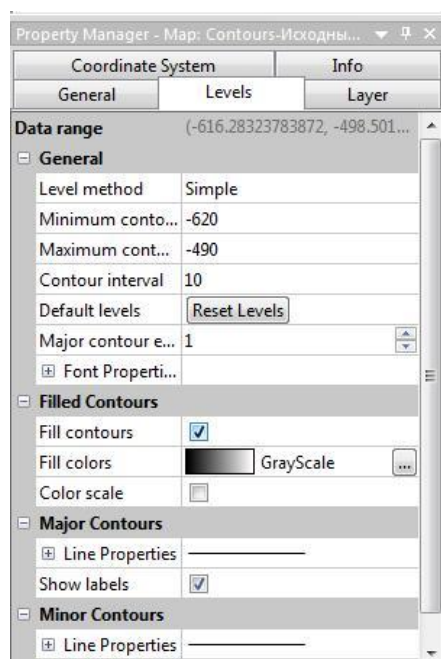 Property Manager - Map: Contours-Исходны...
Coordinate System Info
General Levels Layer
Data range (-616.28323783872, -498.501...
General
Level method Simple
Minimum conto... -620
Maximum cont... -490
Contour interval 10
Default levels Reset Levels
Major contour e... 1
Font Properti...
Filled Contours
Fill contours
Fill colors GrayScale ...
Color scale
Major Contours
Line Properties
Show labels
Minor Contours
Line Properties